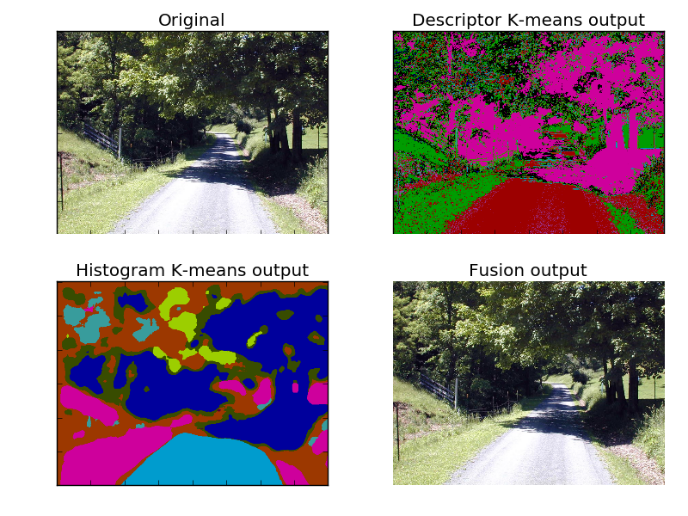 Original
Descriptor K-means output
Histogram K-means output
Fusion output